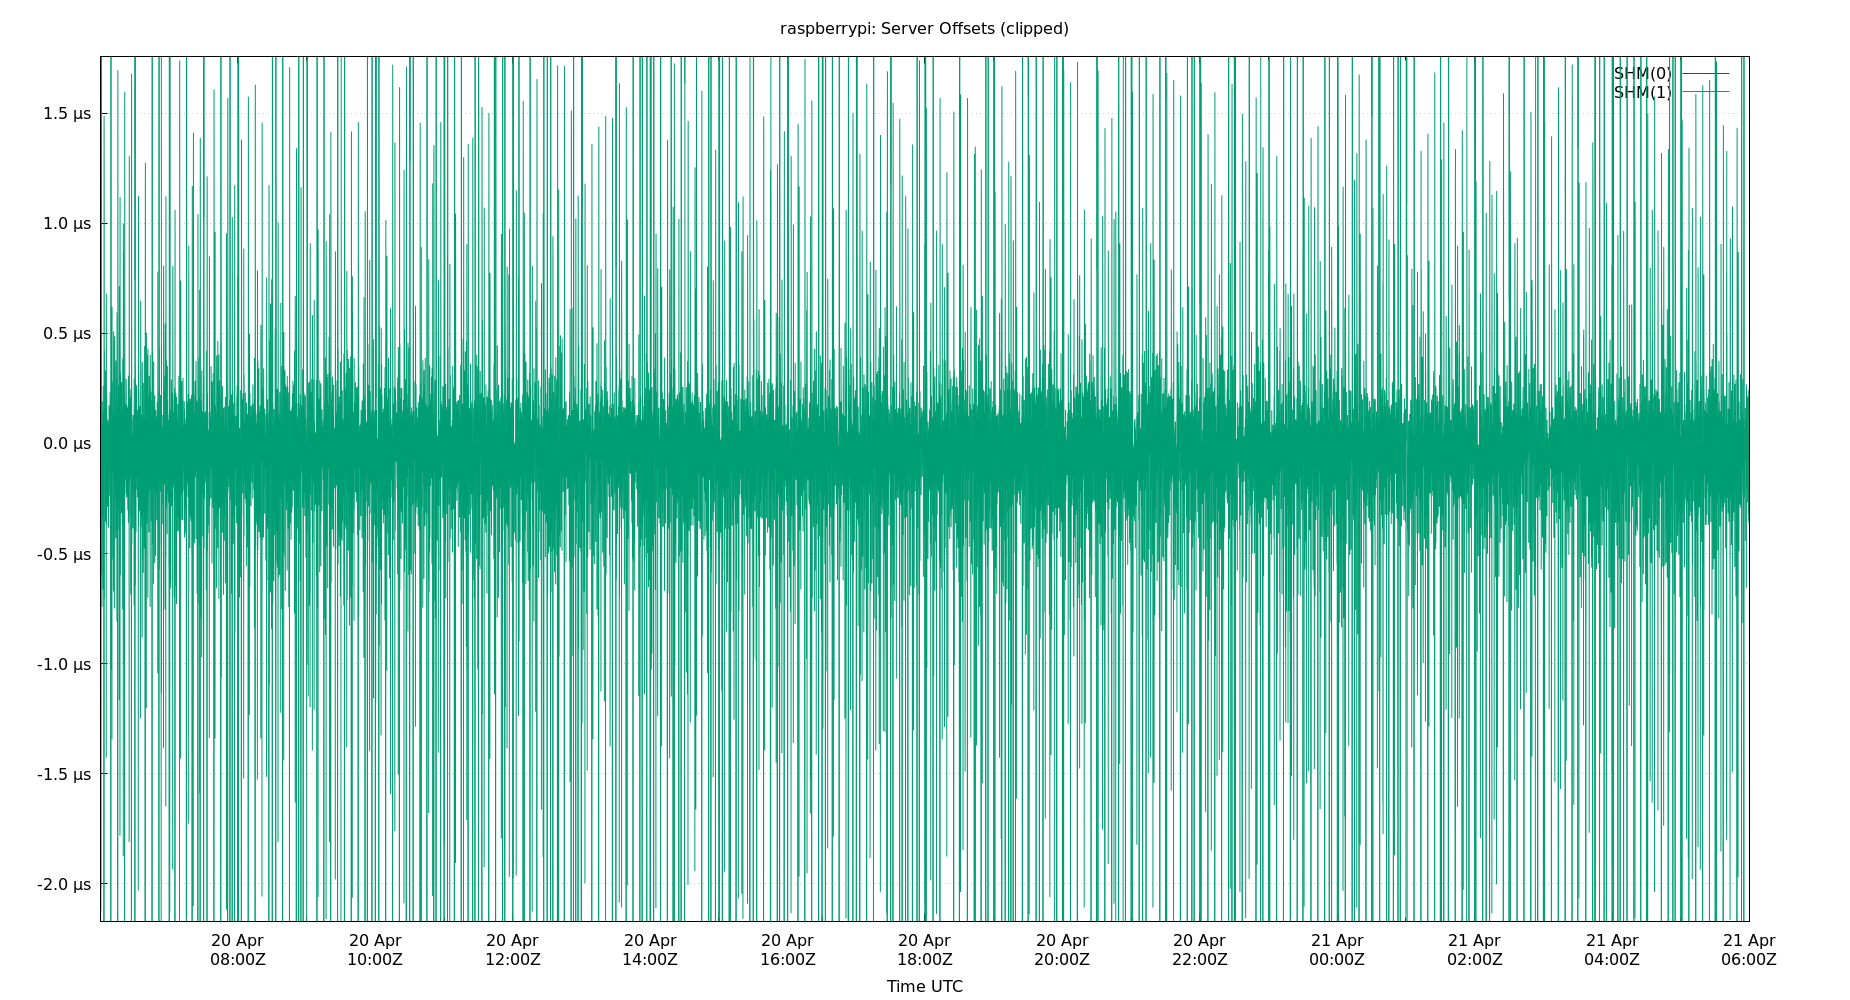 raspberrypi: Server Offsets (clipped)
SHM(0)
SHM(1)
1.5 µs
1.0 µs
0.5 µs
0.0 µs
-0.5 µs
-1.0 µs
-1.5 µs
-2.0 µs
20 Apr 20 Apr 20 Apr 20 Apr 20 Apr 20 Apr 20 Apr 20 Apr 21 Apr 21 Apr 21 Apr 21 Apr
08:00Z 10:00Z 12:00Z 14:00Z 16:00Z 18:00Z 20:00Z 22:00Z 00:00Z 02:00Z 04:00Z 06:00Z
Time UTC